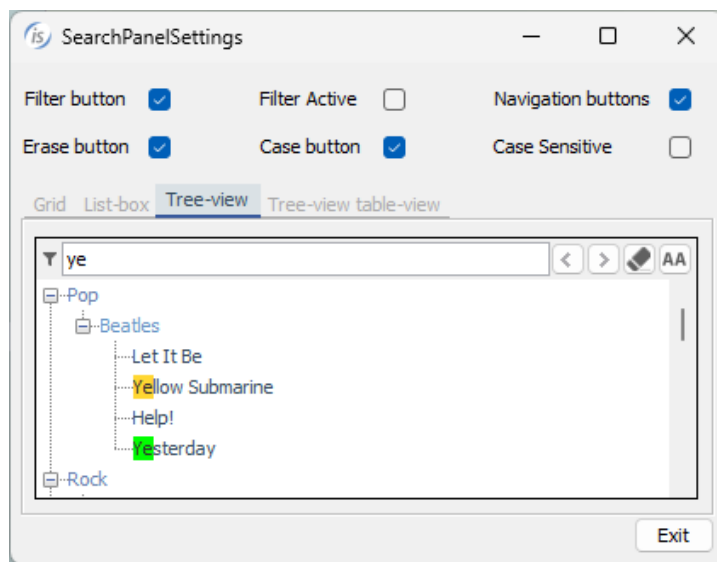 is SearchPanelSettings
Filter button Filter Active Navigation buttons
Erase button Case button Case Sensitive
Grid List-box Tree-view Tree-view table-view
ye AA
Pop
Beatles
Let It Be
Yellow Submarine
Help!
Yesterday
Rock
Exit